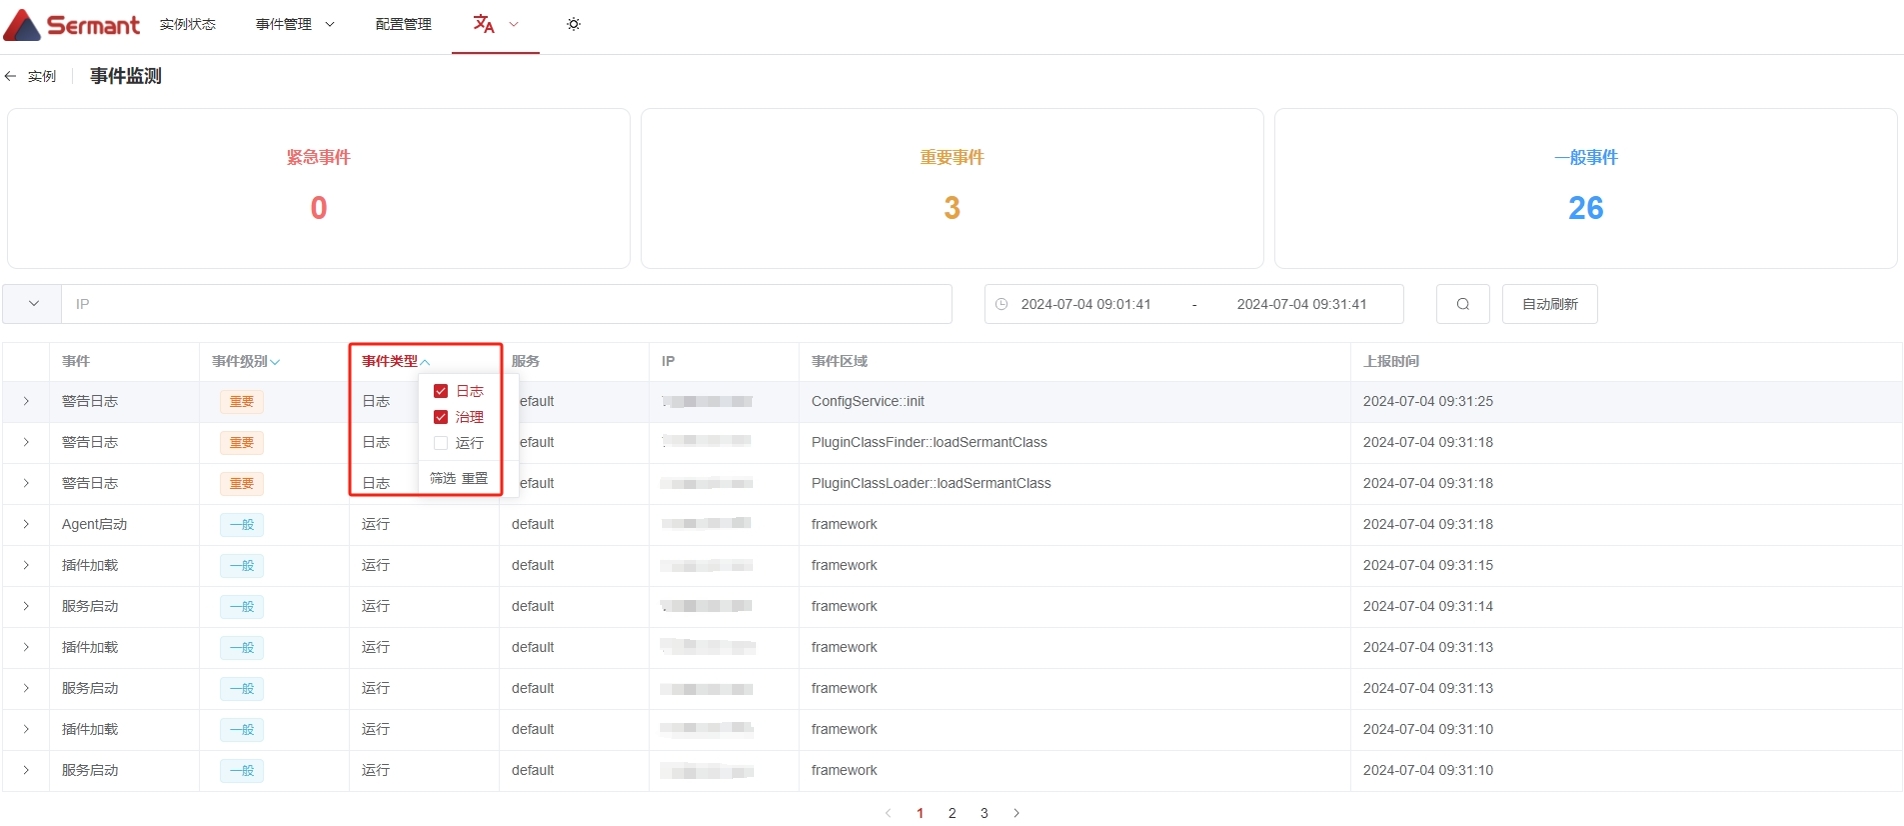 Sermant 实例状态 事件管理 配置管理
实例 事件监测
紧急事件 重要事件 一般事件
0 3 26
IP 2024-07-04 09:01:41 - 2024-07-04 09:31:41 自动刷新
事件 事件级别 事件类型 服务 IP 事件区域 上报时间
警告日志 重要 日志 efault ConfigService::init 2024-07-04 09:31:25
警告日志 重要 日志 efault PluginClassFinder::loadSermantClass 2024-07-04 09:31:18
警告日志 重要 日志 efault PluginClassLoader::loadSermantClass 2024-07-04 09:31:18
日志
治理
运行
筛选 重置
Agent启动 一般 运行 default framework 2024-07-04 09:31:18
插件加载 一般 运行 default framework 2024-07-04 09:31:15
服务启动 一般 运行 default framework 2024-07-04 09:31:14
插件加载 一般 运行 default framework 2024-07-04 09:31:13
服务启动 一般 运行 default framework 2024-07-04 09:31:13
插件加载 一般 运行 default framework 2024-07-04 09:31:10
服务启动 一般 运行 default framework 2024-07-04 09:31:10
1 2 3